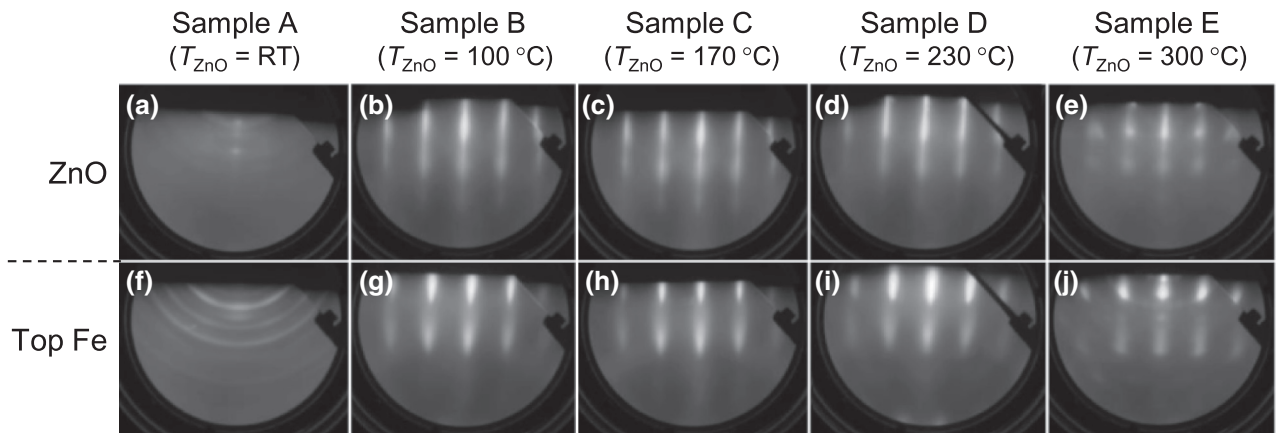 Sample A Sample B Sample C Sample D Sample E
(TZnO = RT) (TZnO = 100 °C) (TZnO = 170 °C) (TZnO = 230 °C) (TZnO = 300 °C)
(a) (b) (c) (d) (e)
ZnO
(f) (g) (h) (i) (j)
Top Fe